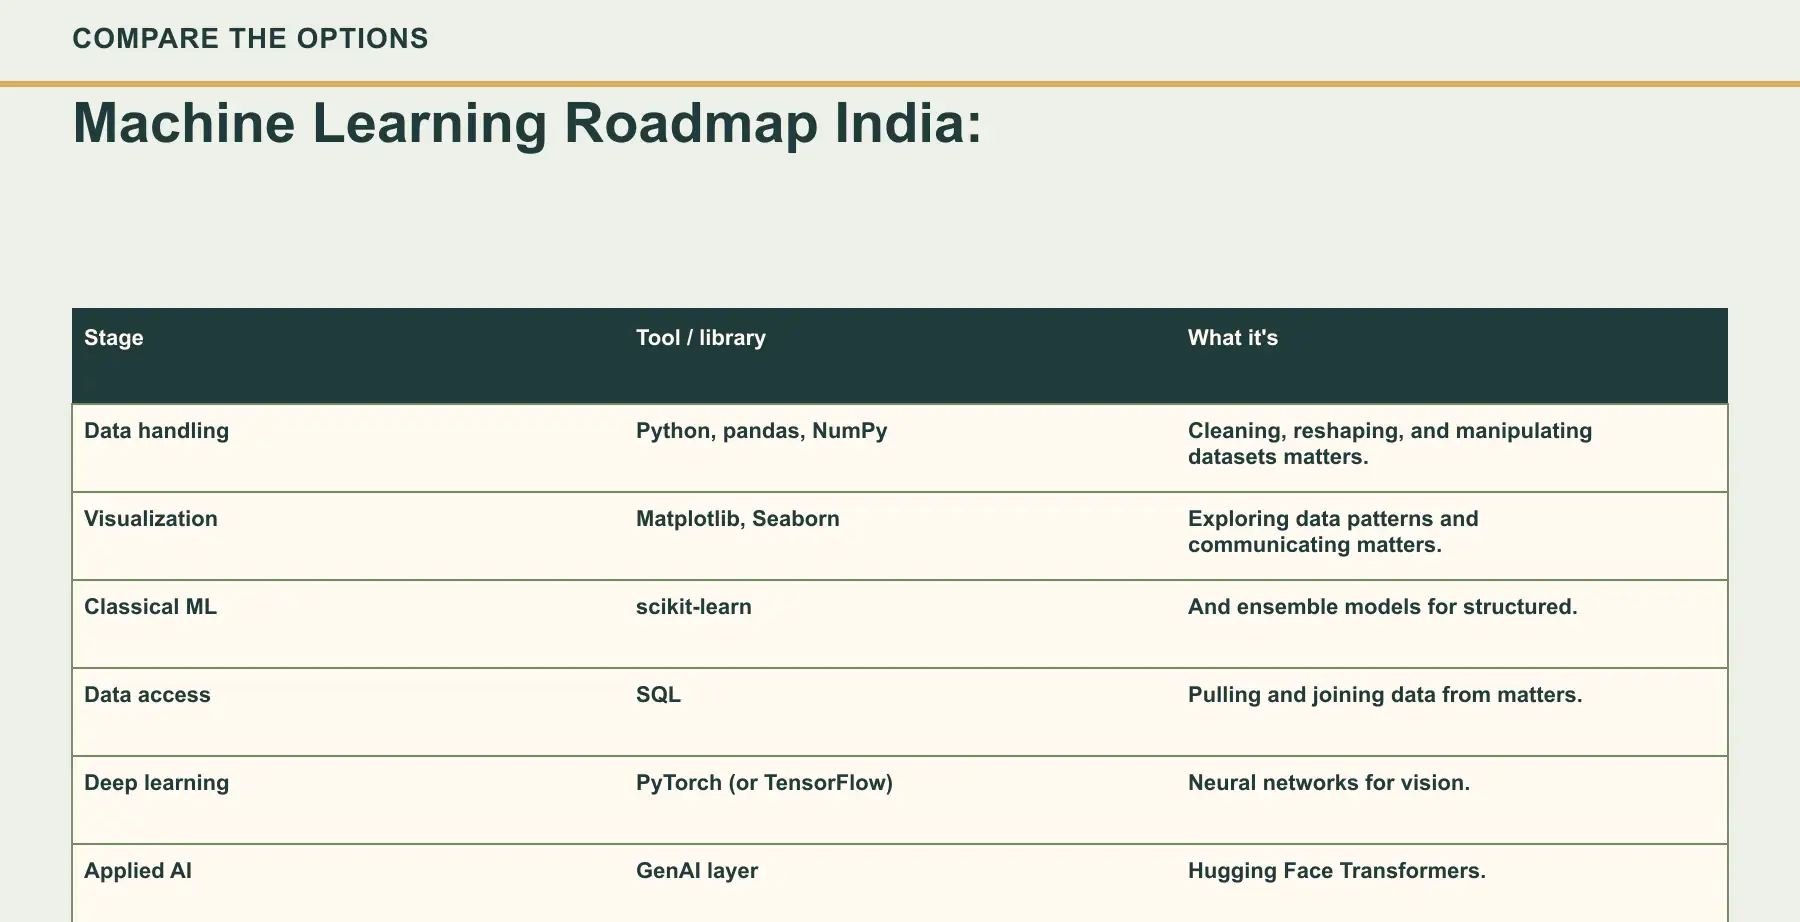 COMPARE THE OPTIONS
Machine Learning Roadmap India:
Stage
Tool / library
What it's
Data handling
Python, pandas, NumPy
Cleaning, reshaping, and manipulating
datasets matters.
Visualization
Matplotlib, Seaborn
Exploring data patterns and
communicating matters.
Classical ML
scikit-learn
And ensemble models for structured.
Data access
SQL
Pulling and joining data from matters.
Deep learning
PyTorch (or TensorFlow)
Neural networks for vision.
Applied AI
GenAI layer
Hugging Face Transformers.